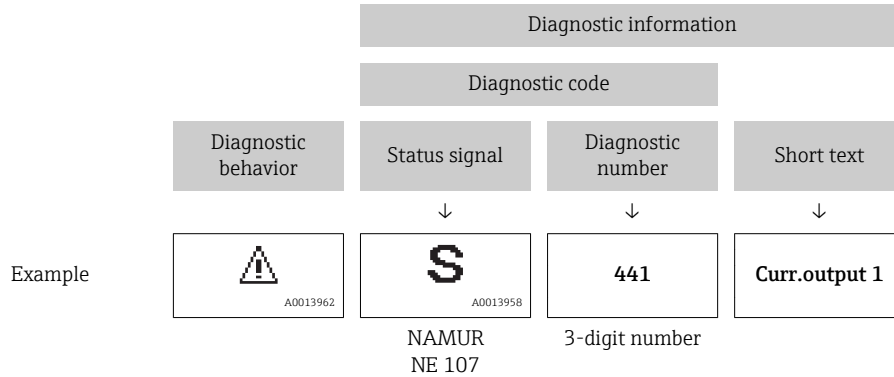 Diagnostic information
Diagnostic code
Diagnostic
behavior
Status signal
Diagnostic
number
Short text
↓ ↓ ↓
Example
A0013962
S
A0013958
441
Curr.output 1
NAMUR
NE 107
3-digit number